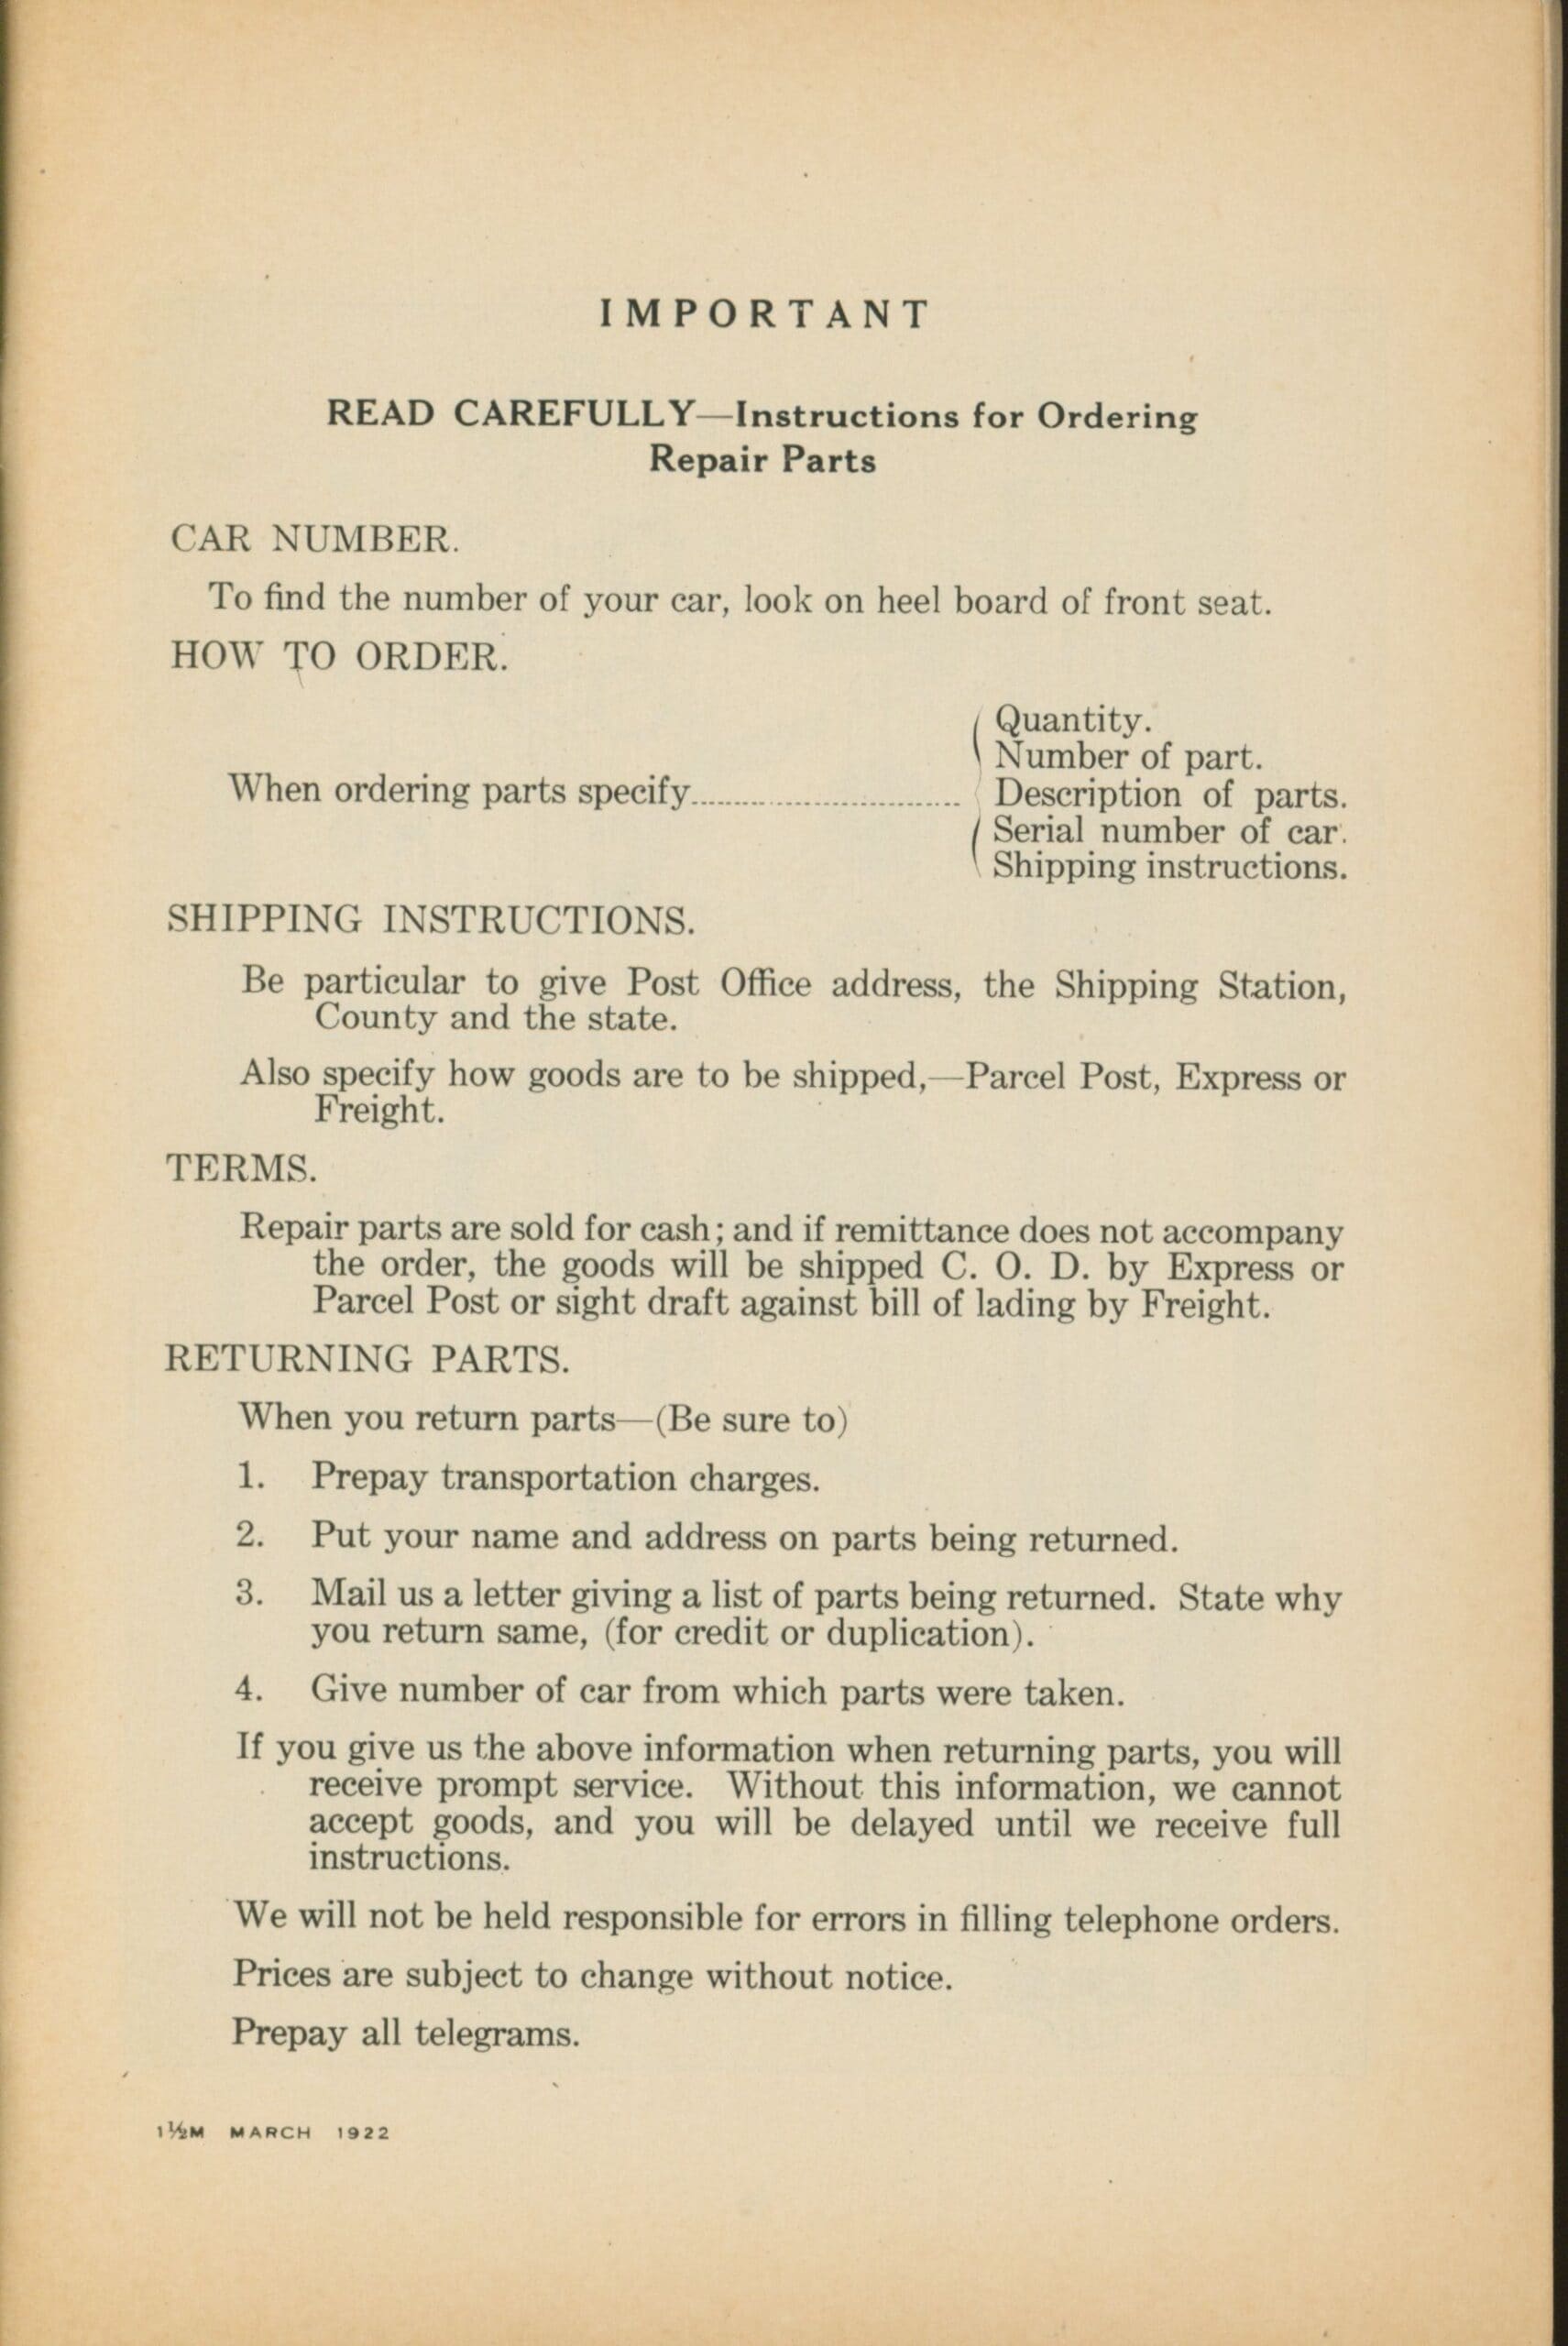 IMPORTANT
READ CAREFULLY—Instructions for Ordering
Repair Parts
CAR NUMBER.
To find the number of your car, look on heel board of front seat.
HOW TO ORDER.
Quantity.
Number of part.
When ordering parts specify.............................. Description of parts.
Serial number of car.
Shipping instructions.
SHIPPING INSTRUCTIONS.
Be particular to give Post Office address, the Shipping Station,
County and the state.
Also specify how goods are to be shipped,—Parcel Post, Express or
Freight.
TERMS.
Repair parts are sold for cash; and if remittance does not accompany
the order, the goods will be shipped C. O. D. by Express or
Parcel Post or sight draft against bill of lading by Freight.
RETURNING PARTS.
When you return parts—(Be sure to)
1. Prepay transportation charges.
2. Put your name and address on parts being returned.
3. Mail us a letter giving a list of parts being returned. State why
you return same, (for credit or duplication).
4. Give number of car from which parts were taken.
If you give us the above information when returning parts, you will
receive prompt service. Without this information, we cannot
accept goods, and you will be delayed until we receive full
instructions.
We will not be held responsible for errors in filling telephone orders.
Prices are subject to change without notice.
Prepay all telegrams.
1½M MARCH 1922